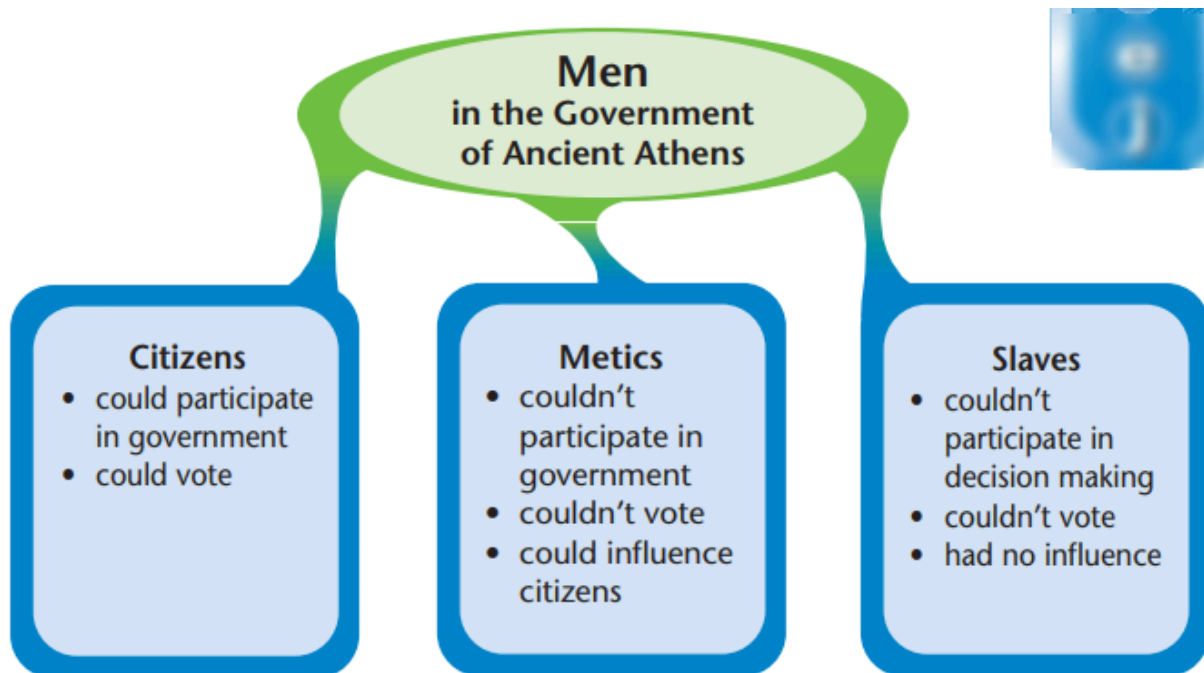 Men
in the Government
of Ancient Athens
Citizens
• could participate
in government
• could vote
Metics
• couldn't
participate in
government
• couldn't vote
• could influence
citizens
Slaves
• couldn't
participate in
decision making
• couldn't vote
• had no influence